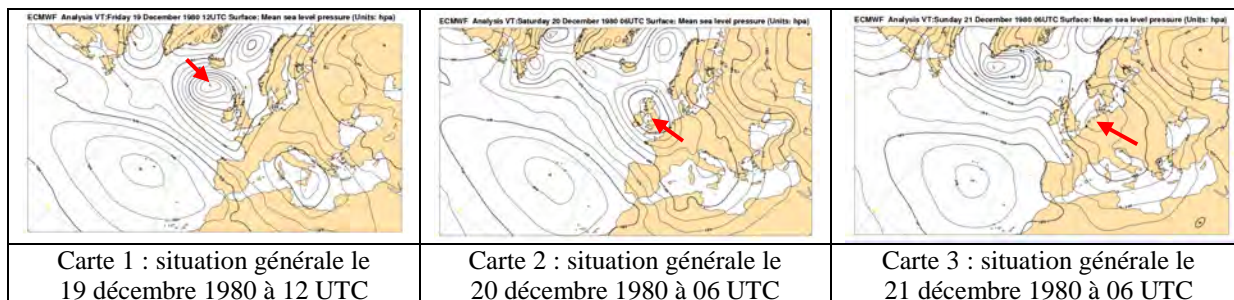 ECMWF Analysis VT:Friday 19 December 1980 12UTC Surface: Mean sea level pressure (Units: hpa)
ECMWF Analysis VT:Saturday 20 December 1980 06UTC Surface: Mean sea level pressure (Units: hpa)
ECMWF Analysis VT:Sunday 21 December 1980 06UTC Surface: Mean sea level pressure (Units: hpa)
Carte 1 : situation générale le
19 décembre 1980 à 12 UTC
Carte 2 : situation générale le
20 décembre 1980 à 06 UTC
Carte 3 : situation générale le
21 décembre 1980 à 06 UTC